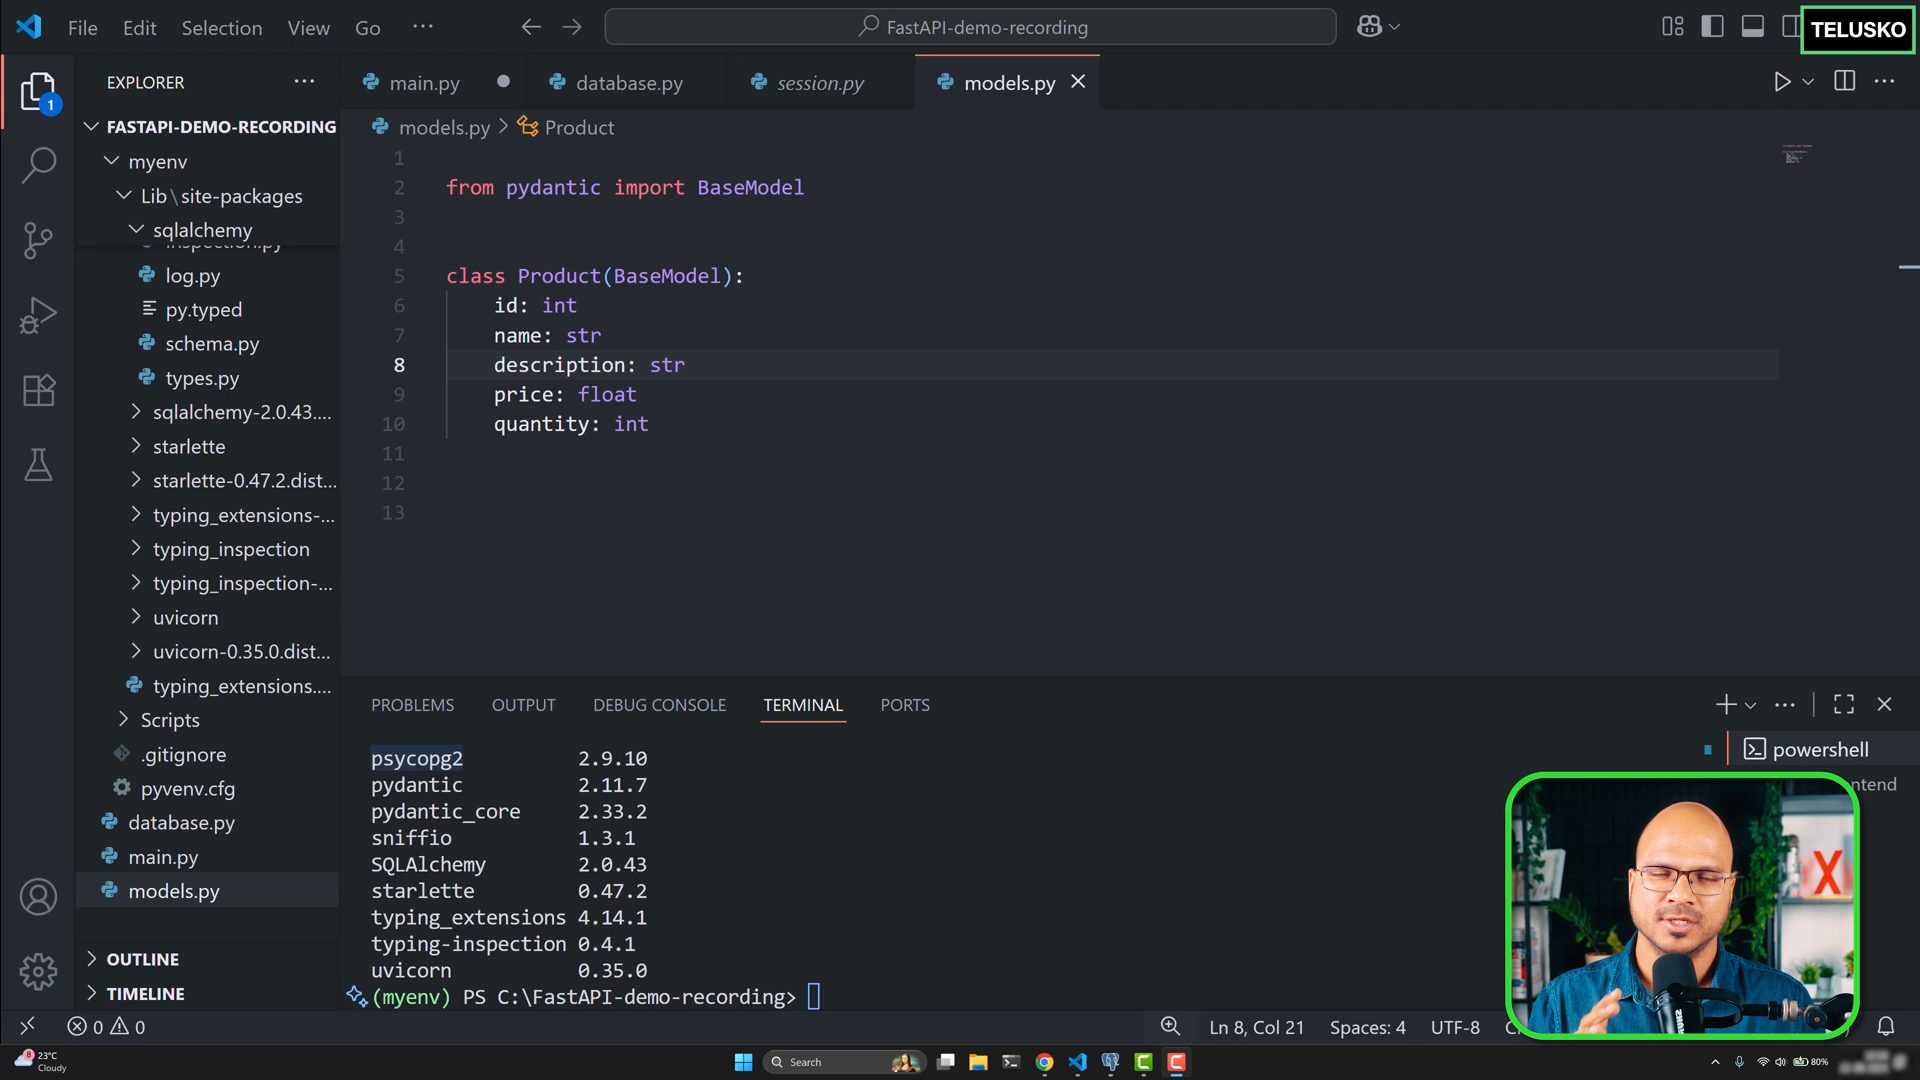 File Edit Selection View Go ···
FastAPI-demo-recording
TELUSKO
EXPLORER ···
main.py
database.py
session.py
models.py
FASTAPI-DEMO-RECORDING
myenv
Lib\site-packages
sqlalchemy
inspection.py
log.py
py.typed
schema.py
types.py
sqlalchemy-2.0.43....
starlette
starlette-0.47.2.dist...
typing_extensions-...
typing_inspection
typing_inspection-...
uvicorn
uvicorn-0.35.0.dist...
typing_extensions....
Scripts
.gitignore
pyvenv.cfg
database.py
main.py
models.py
OUTLINE
TIMELINE
models.py > Product
1
2 from pydantic import BaseModel
3
4
5 class Product(BaseModel):
6 id: int
7 name: str
8 description: str
9 price: float
10 quantity: int
11
12
13
PROBLEMS OUTPUT DEBUG CONSOLE TERMINAL PORTS
psycopg2 2.9.10
pydantic 2.11.7
pydantic_core 2.33.2
sniffio 1.3.1
SQLAlchemy 2.0.43
starlette 0.47.2
typing_extensions 4.14.1
typing-inspection 0.4.1
uvicorn 0.35.0
(myenv) PS C:\FastAPI-demo-recording>
powershell
ntend
1
0 0
Ln 8, Col 21 Spaces: 4 UTF-8
8
23°C
Cloudy
Search
80%